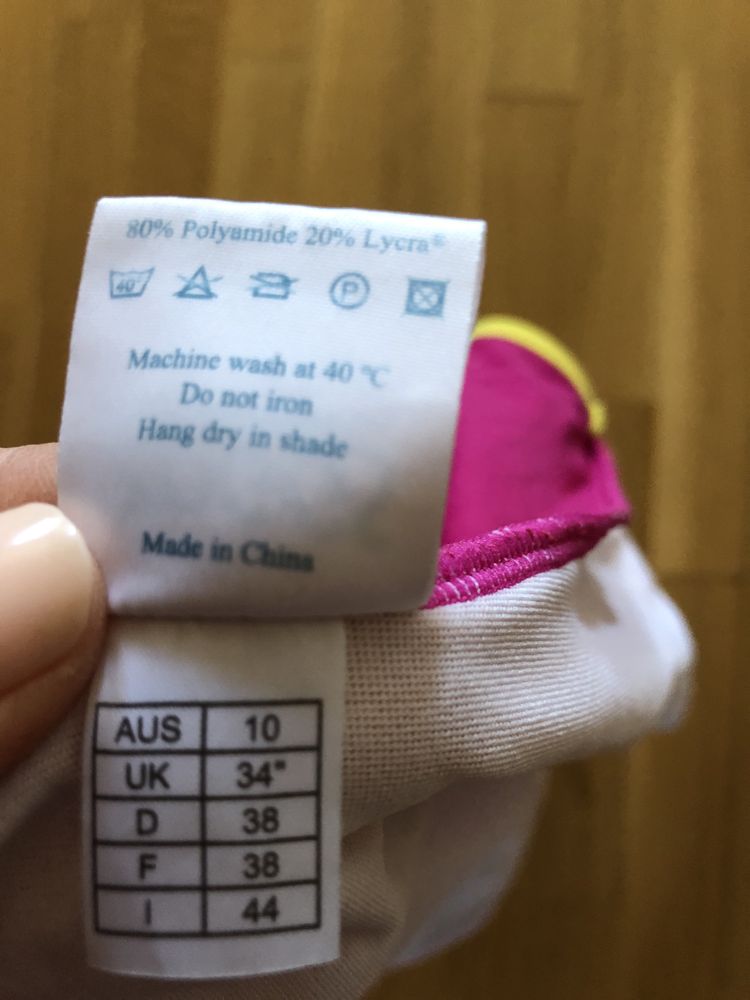 80% Polyamide 20% Lycra®
40 P
Machine wash at 40 °C
Do not iron
Hang dry in shade
Made in China
AUS 10
UK 34"
D 38
F 38
I 44